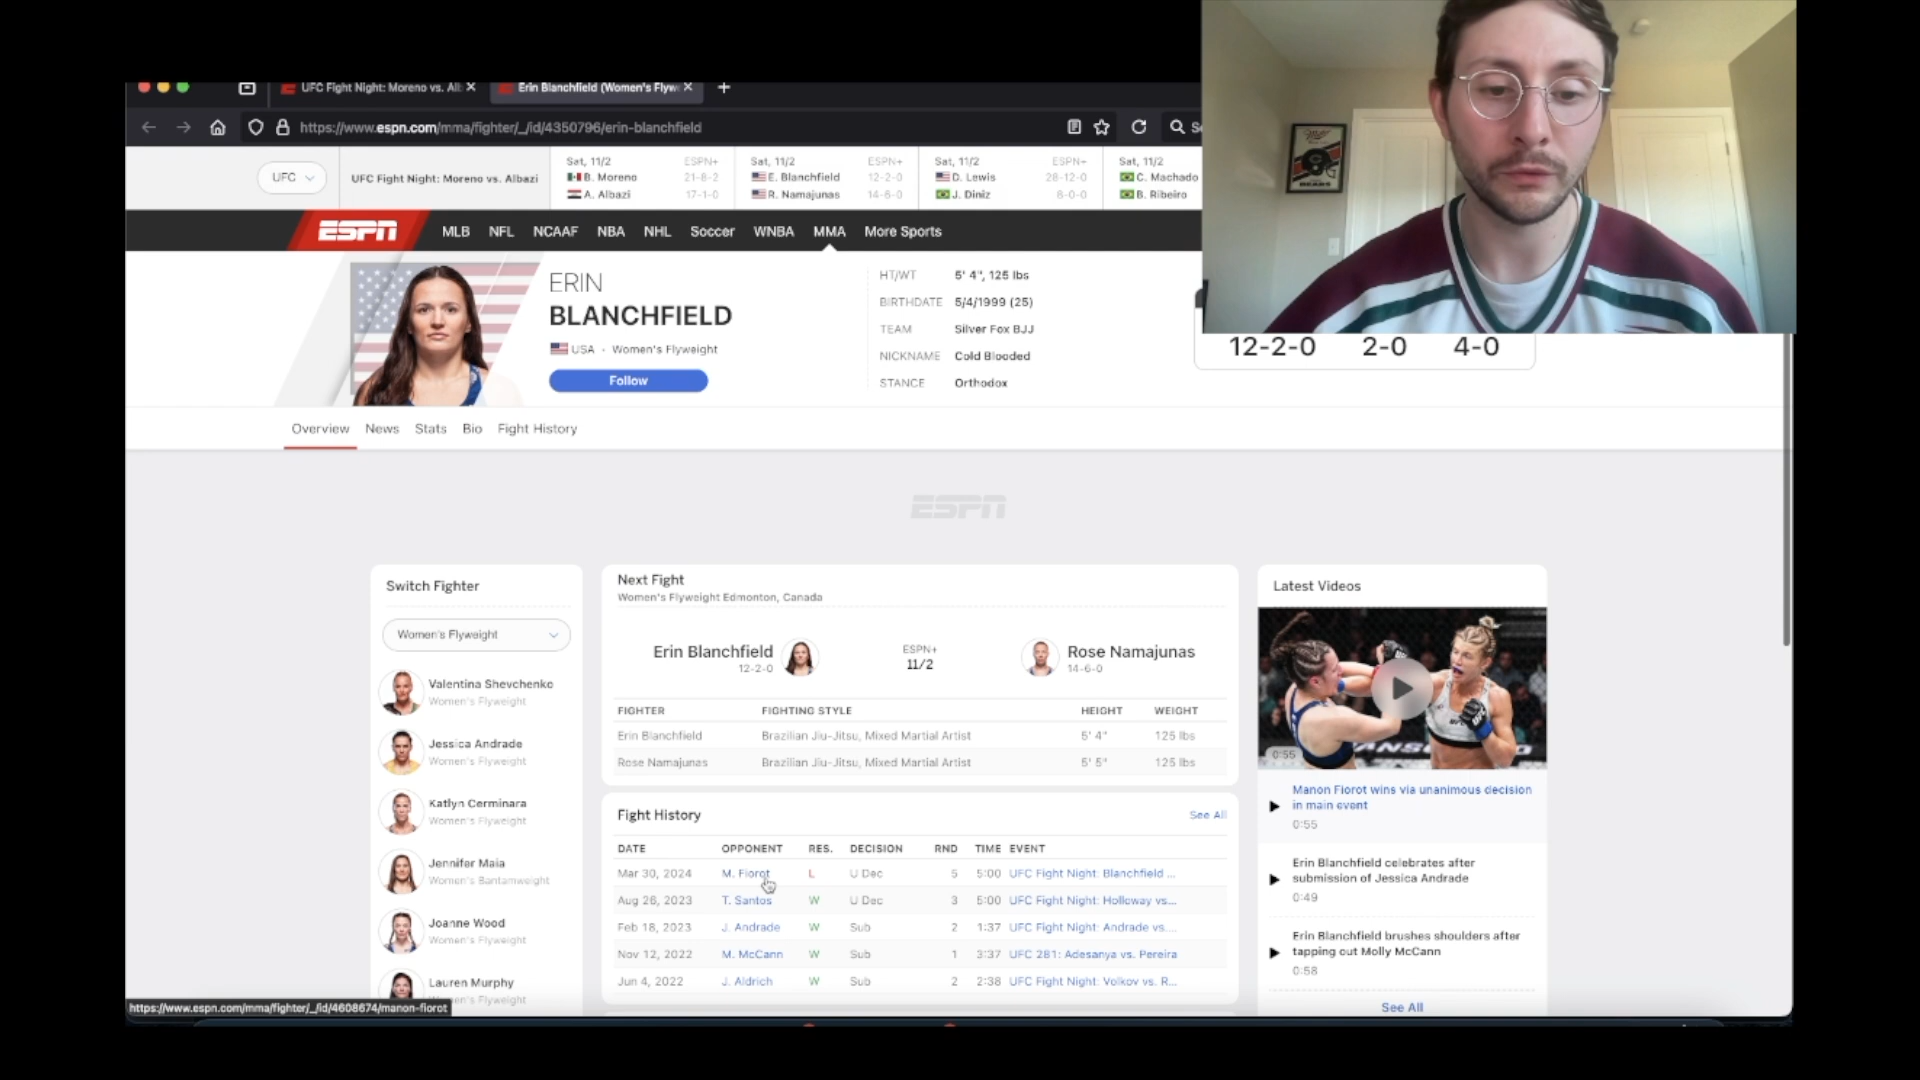 UFC Fight Night: Moreno vs. Alb
Erin Blanchfield (Women's Flyw
https://www.espn.com/mma/fighter/_/id/4350796/erin-blanchfield
UFC
UFC Fight Night: Moreno vs. Albazi
Sat, 11/2 ESPN+
B. Moreno 21-8-2
A. Albazi 17-1-0
Sat, 11/2 ESPN+
E. Blanchfield 12-2-0
R. Namajunas 14-6-0
Sat, 11/2 ESPN+
D. Lewis 28-12-0
J. Diniz 8-0-0
Sat, 11/2
C. Machado
B. Ribeiro
ESPN
MLB NFL NCAAF NBA NHL Soccer WNBA MMA More Sports
ERIN
BLANCHFIELD
USA · Women's Flyweight
Follow
HT/WT 5' 4", 125 lbs
BIRTHDATE 5/4/1999 (25)
TEAM Silver Fox BJJ
NICKNAME Cold Blooded
STANCE Orthodox
12-2-0 2-0 4-0
Overview News Stats Bio Fight History
ESPN
Switch Fighter
Women's Flyweight
Valentina Shevchenko
Women's Flyweight
Jessica Andrade
Women's Flyweight
Katlyn Cerminara
Women's Flyweight
Jennifer Maia
Women's Bantamweight
Joanne Wood
Women's Flyweight
Lauren Murphy
en's Flyweight
Next Fight
Women's Flyweight Edmonton, Canada
Erin Blanchfield
12-2-0
ESPN+
11/2
Rose Namajunas
14-6-0
FIGHTER FIGHTING STYLE HEIGHT WEIGHT
Erin Blanchfield Brazilian Jiu-Jitsu, Mixed Martial Artist 5' 4" 125 lbs
Rose Namajunas Brazilian Jiu-Jitsu, Mixed Martial Artist 5' 5" 125 lbs
Fight History See All
DATE OPPONENT RES. DECISION RND TIME EVENT
Mar 30, 2024 M. Fiorot L U Dec 5 5:00 UFC Fight Night: Blanchfield ...
Aug 26, 2023 T. Santos W U Dec 3 5:00 UFC Fight Night: Holloway vs...
Feb 18, 2023 J. Andrade W Sub 2 1:37 UFC Fight Night: Andrade vs....
Nov 12, 2022 M. McCann W Sub 1 3:37 UFC 281: Adesanya vs. Pereira
Jun 4, 2022 J. Aldrich W Sub 2 2:38 UFC Fight Night: Volkov vs. R...
Latest Videos
0:55
Manon Fiorot wins via unanimous decision
in main event
0:55
Erin Blanchfield celebrates after
submission of Jessica Andrade
0:49
Erin Blanchfield brushes shoulders after
tapping out Molly McCann
0:58
See All
https://www.espn.com/mma/fighter/_/id/4608674/manon-fiorot